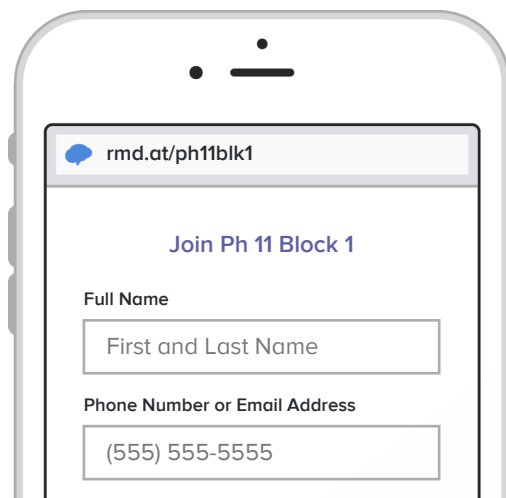 rmd.at/ph11blk1
Join Ph 11 Block 1
Full Name
First and Last Name
Phone Number or Email Address
(555) 555-5555